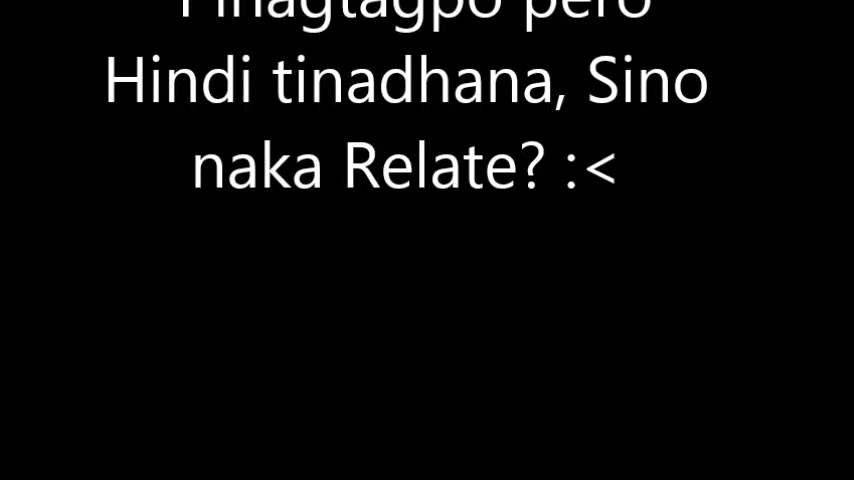 Pinagtagpo pero
Hindi tinadhana, Sino
naka Relate? :<